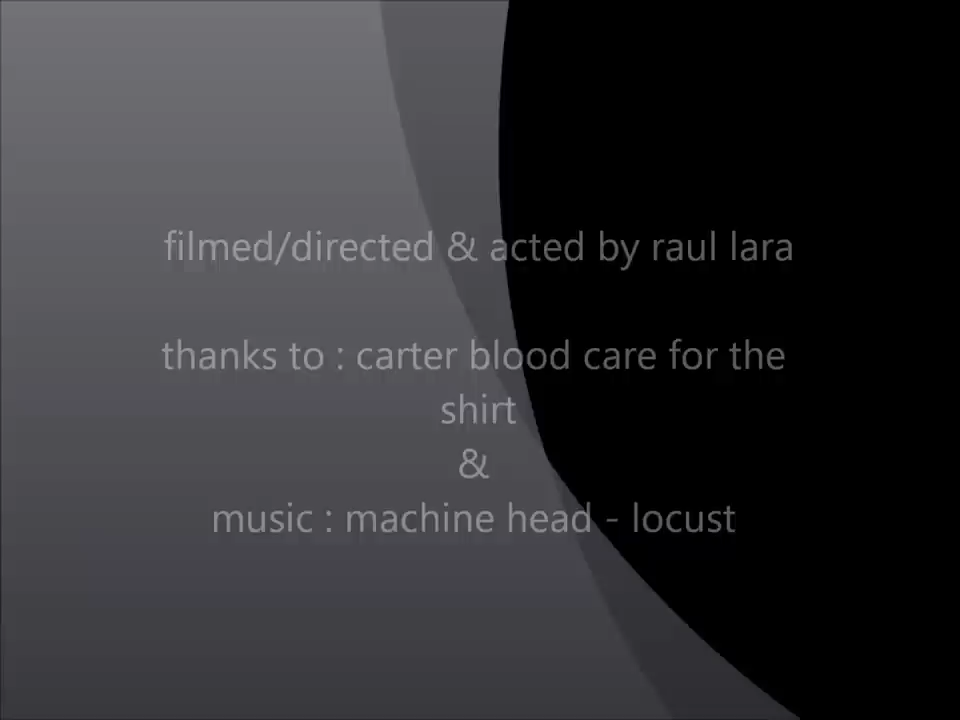 filmed/directed & acted by raul lara
thanks to : carter blood care for the
shirt
&
music : machine head - locust